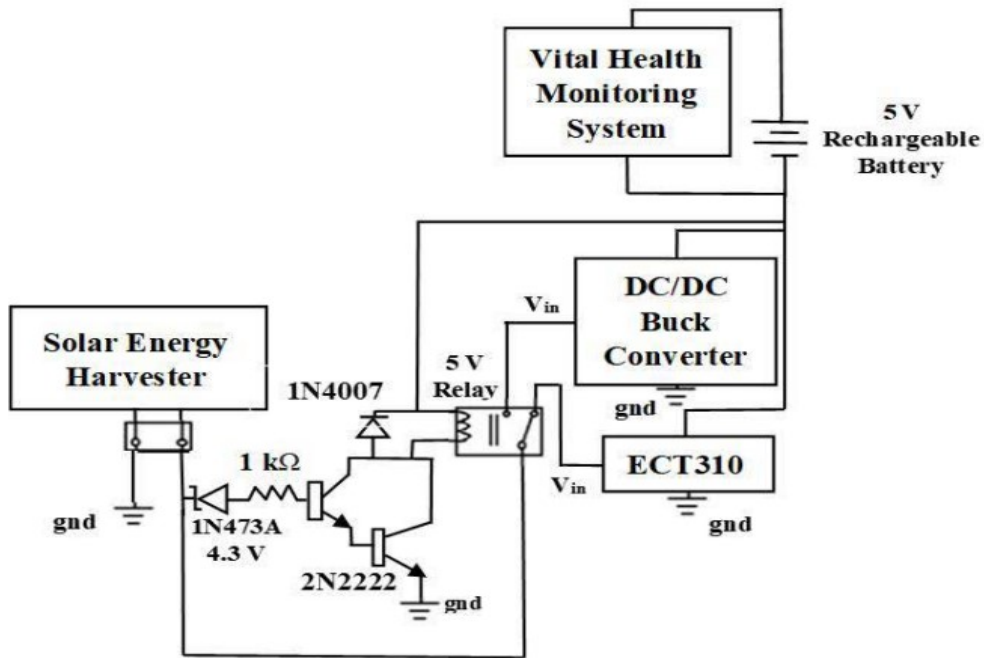 Vital Health
Monitoring
System
5 V
Rechargeable
Battery
DC/DC
Buck
Converter
Vin
gnd
Solar Energy
Harvester
5 V
Relay
1N4007
ECT310
Vin
gnd
1 kΩ
gnd
1N473A
4.3 V
2N2222
gnd